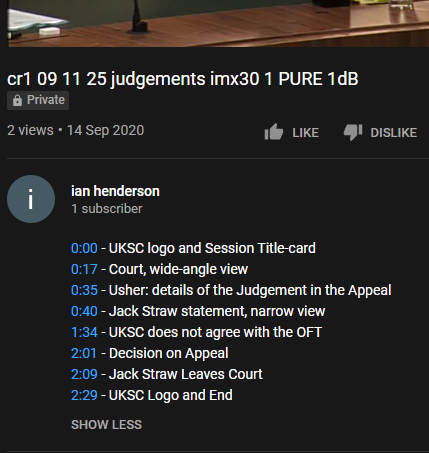 cr1 09 11 25 judgements imx30 1 PURE 1dB
Private
2 views • 14 Sep 2020 LIKE DISLIKE
i
ian henderson
1 subscriber
0:00 - UKSC logo and Session Title-card
0:17 - Court, wide-angle view
0:35 - Usher: details of the Judgement in the Appeal
0:40 - Jack Straw statement, narrow view
1:34 - UKSC does not agree with the OFT
2:01 - Decision on Appeal
2:09 - Jack Straw Leaves Court
2:29 - UKSC Logo and End
SHOW LESS